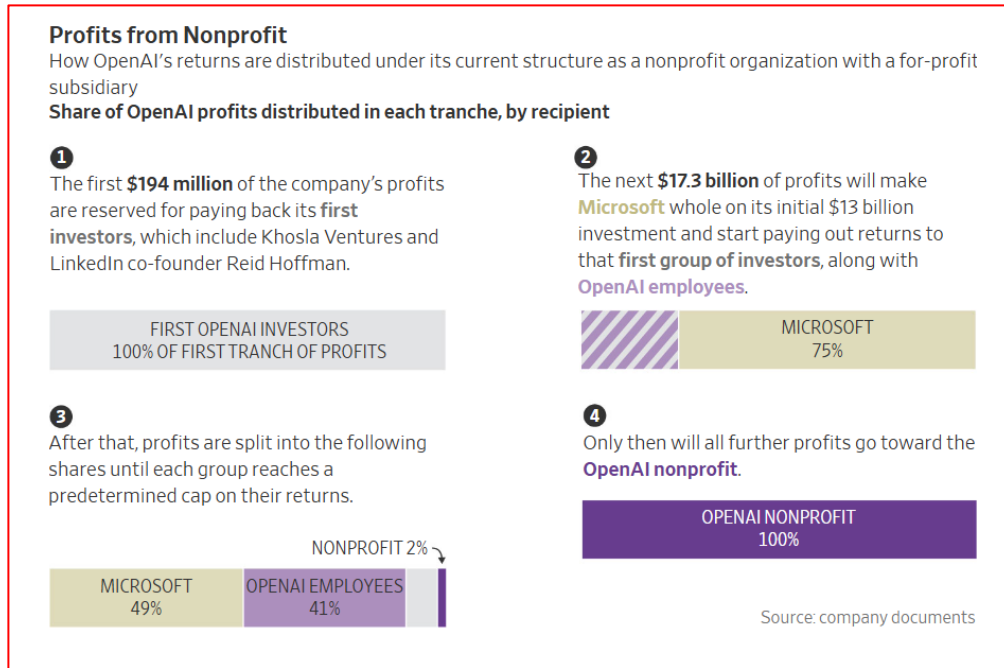 Profits from Nonprofit
How OpenAI's returns are distributed under its current structure as a nonprofit organization with a for-profit
subsidiary
Share of OpenAI profits distributed in each tranche, by recipient
1
The first $194 million of the company's profits
are reserved for paying back its first
investors, which include Khosla Ventures and
LinkedIn co-founder Reid Hoffman.
FIRST OPENAI INVESTORS
100% OF FIRST TRANCH OF PROFITS
2
The next $17.3 billion of profits will make
Microsoft whole on its initial $13 billion
investment and start paying out returns to
that first group of investors, along with
OpenAI employees.
MICROSOFT
75%
3
After that, profits are split into the following
shares until each group reaches a
predetermined cap on their returns.
NONPROFIT 2%
MICROSOFT
49%
OPENAI EMPLOYEES
41%
4
Only then will all further profits go toward the
OpenAI nonprofit.
OPENAI NONPROFIT
100%
Source: company documents